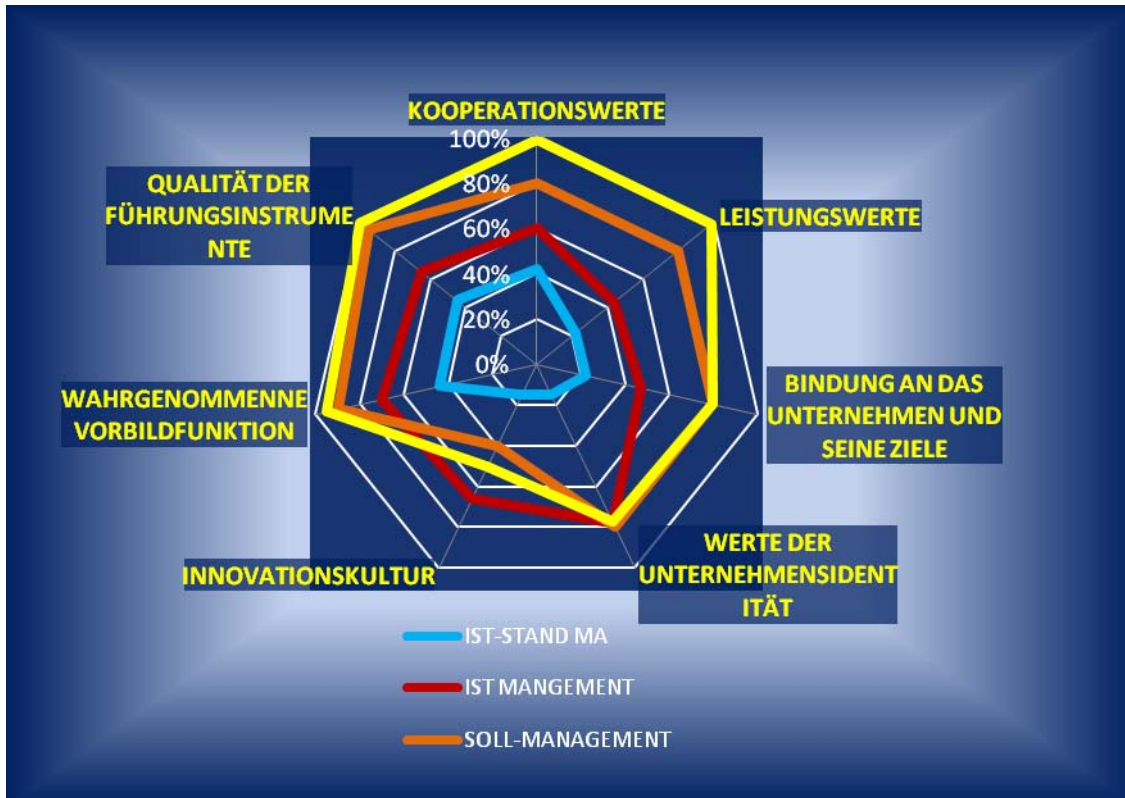 KOOPERATIONSWERTE
100%
80%
60%
40%
20%
0%
QUALITÄT DER
FÜHRUNGSINSTRUME
NTE
LEISTUNGSWERTE
WAHRGENOMMENNE
VORBILDFUNKTION
BINDUNG AN DAS
UNTERNEHMEN UND
SEINE ZIELE
INNOVATIONSKULTUR
WERTE DER
UNTERNEHMENSIDENT
ITÄT
IST-STAND MA
IST MANGEMENT
SOLL-MANAGEMENT